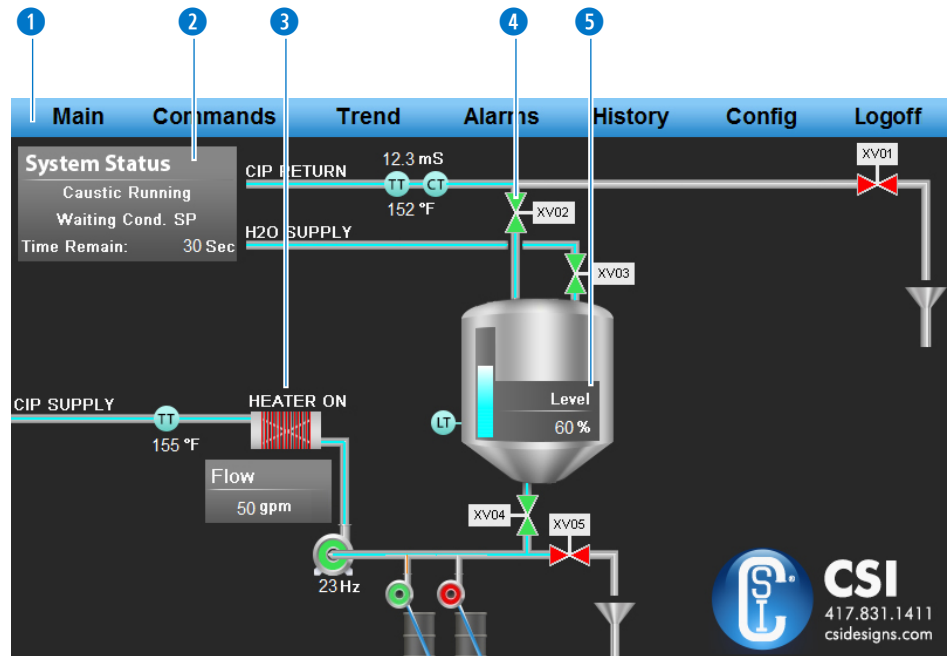 1 2 3 4 5
Main Commands Trend Alarms History Config Logoff
System Status
Caustic Running
Waiting Cond. SP
Time Remain: 30 Sec
CIP RETURN
12.3 mS
TT CT
152 °F
XV01
XV02
H2O SUPPLY
XV03
CIP SUPPLY
TT
155 °F
HEATER ON
Level
60 %
LT
Flow
50 gpm
XV04
XV05
23 Hz
CSI
CSI
417.831.1411
csidesigns.com